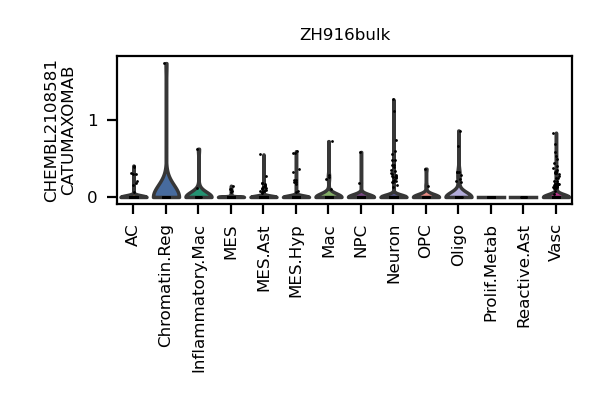 ZH916bulk
CHEMBL2108581
CATUMAXOMAB
1
0
AC
Chromatin.Reg
Inflammatory.Mac
MES
MES.Ast
MES.Hyp
Mac
NPC
Neuron
OPC
Oligo
Prolif.Metab
Reactive.Ast
Vasc